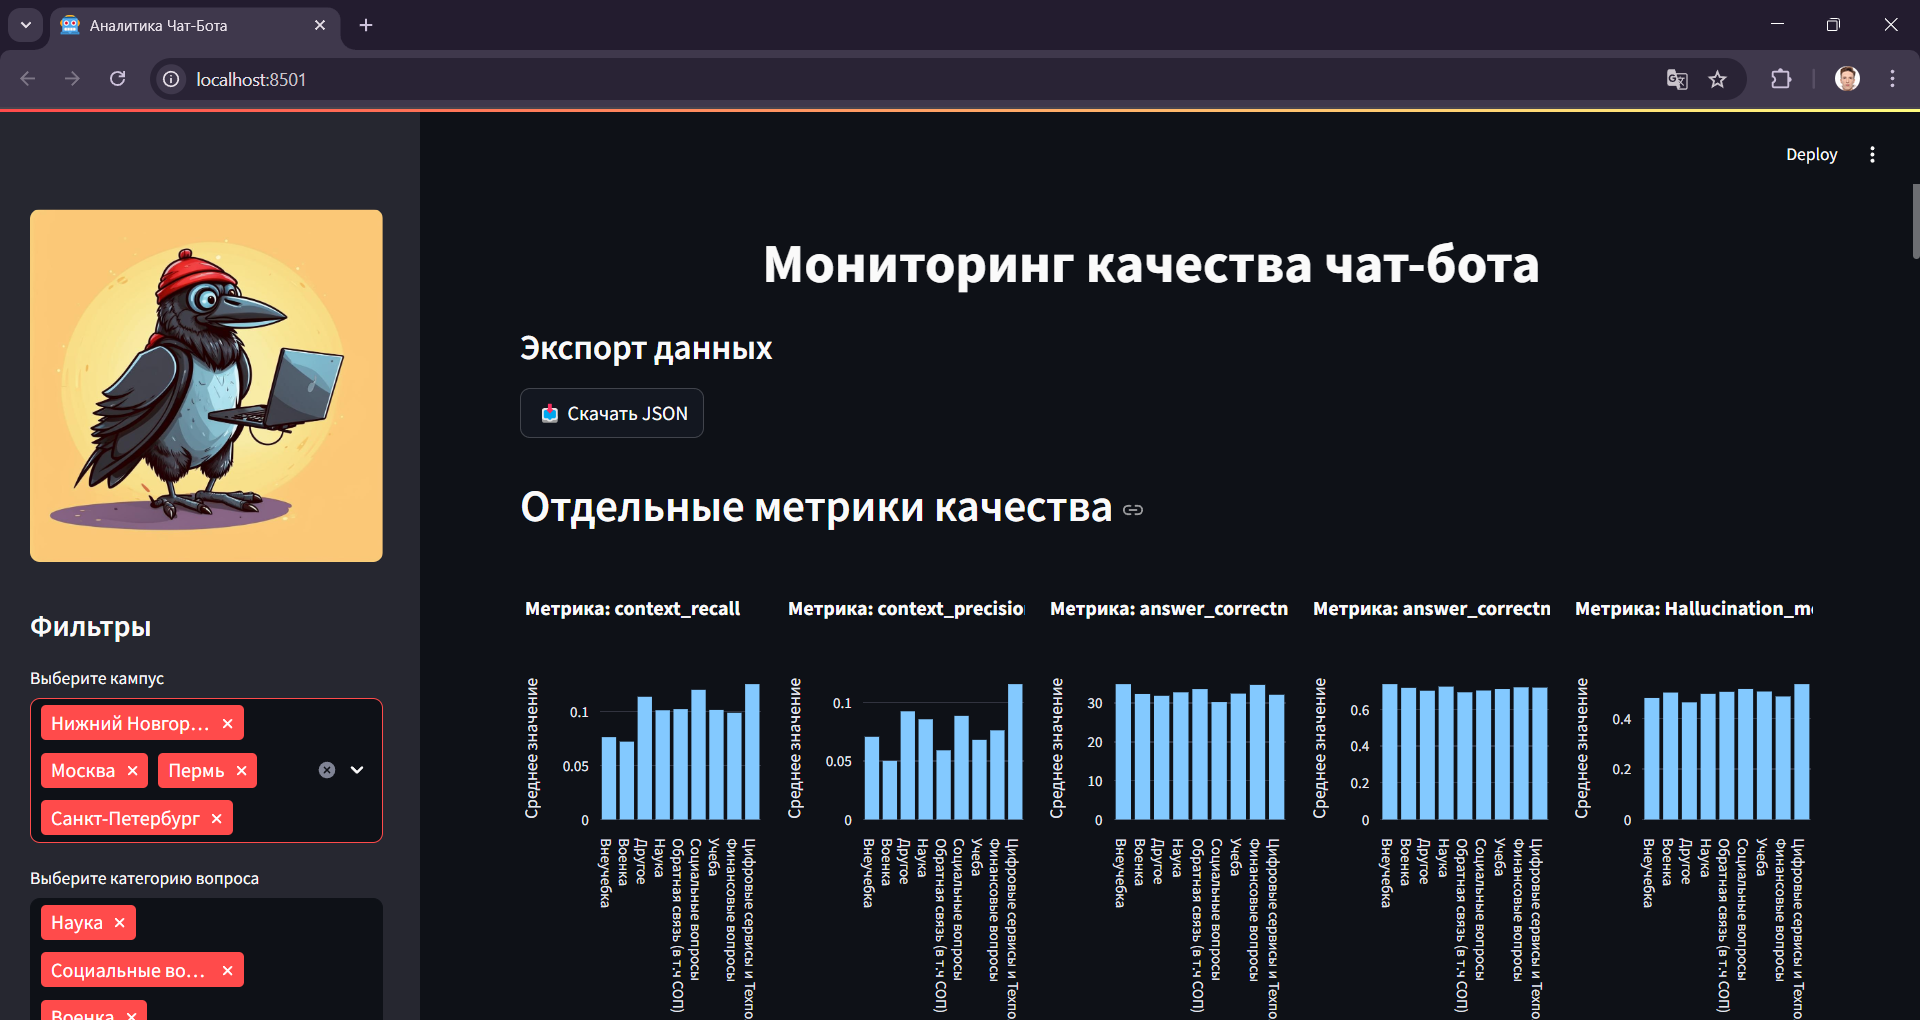 Аналитика Чат-Бота
localhost:8501
Deploy
Фильтры
Выберите кампус
Нижний Новгор...
Москва
Пермь
Санкт-Петербург
Выберите категорию вопроса
Наука
Социальные во...
Военка
Мониторинг качества чат-бота
Экспорт данных
Скачать JSON
Отдельные метрики качества
Метрика: context_recall
Среднее значение
0.1
0.05
0
Внеучебка
Военка
Другое
Наука
Обратная связь (в т.ч СОП)
Социальные вопросы
Учеба
Финансовые вопросы
Цифровые сервисы и Техпо
Метрика: context_precisio
Среднее значение
0.1
0.05
0
Внеучебка
Военка
Другое
Наука
Обратная связь (в т.ч СОП)
Социальные вопросы
Учеба
Финансовые вопросы
Цифровые сервисы и Техпо
Метрика: answer_correctn
Среднее значение
30
20
10
0
Внеучебка
Военка
Другое
Наука
Обратная связь (в т.ч СОП)
Социальные вопросы
Учеба
Финансовые вопросы
Цифровые сервисы и Техпо
Метрика: answer_correctn
Среднее значение
0.6
0.4
0.2
0
Внеучебка
Военка
Другое
Наука
Обратная связь (в т.ч СОП)
Социальные вопросы
Учеба
Финансовые вопросы
Цифровые сервисы и Техпо
Метрика: Hallucination_m
Среднее значение
0.4
0.2
0
Внеучебка
Военка
Другое
Наука
Обратная связь (в т.ч СОП)
Социальные вопросы
Учеба
Финансовые вопросы
Цифровые сервисы и Техпо